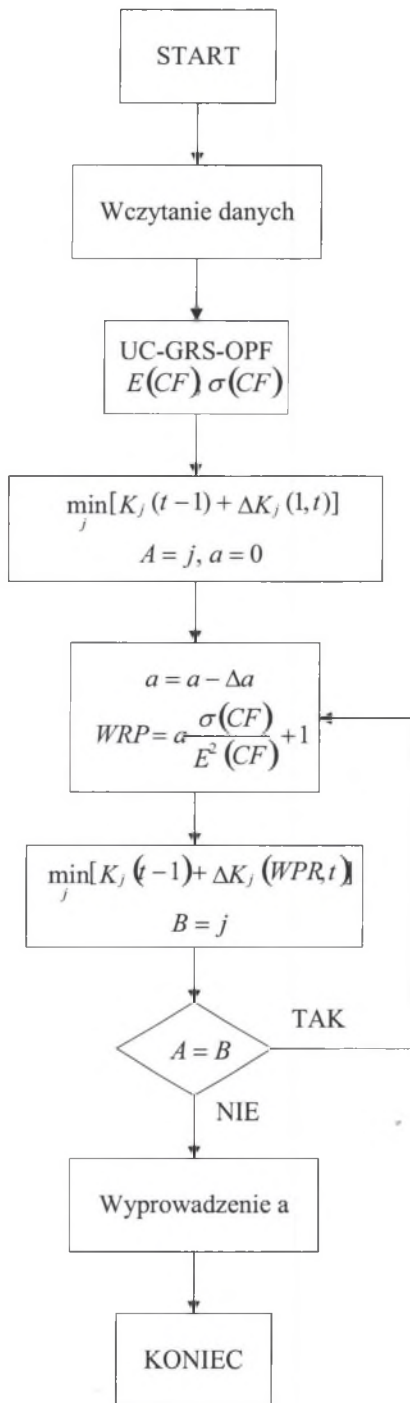 START
Wczytanie danych
UC-GRS-OPF
E(CF) σ(CF)
min[K_j (t−1) + ΔK_j (1,t)]
j
A = j, a = 0
a = a − Δa
WRP = a σ(CF)/E² (CF) + 1
min[K_j (t−1) + ΔK_j (WPR,t)]
j
B = j
A = B
TAK
NIE
Wyprowadzenie a
KONIEC